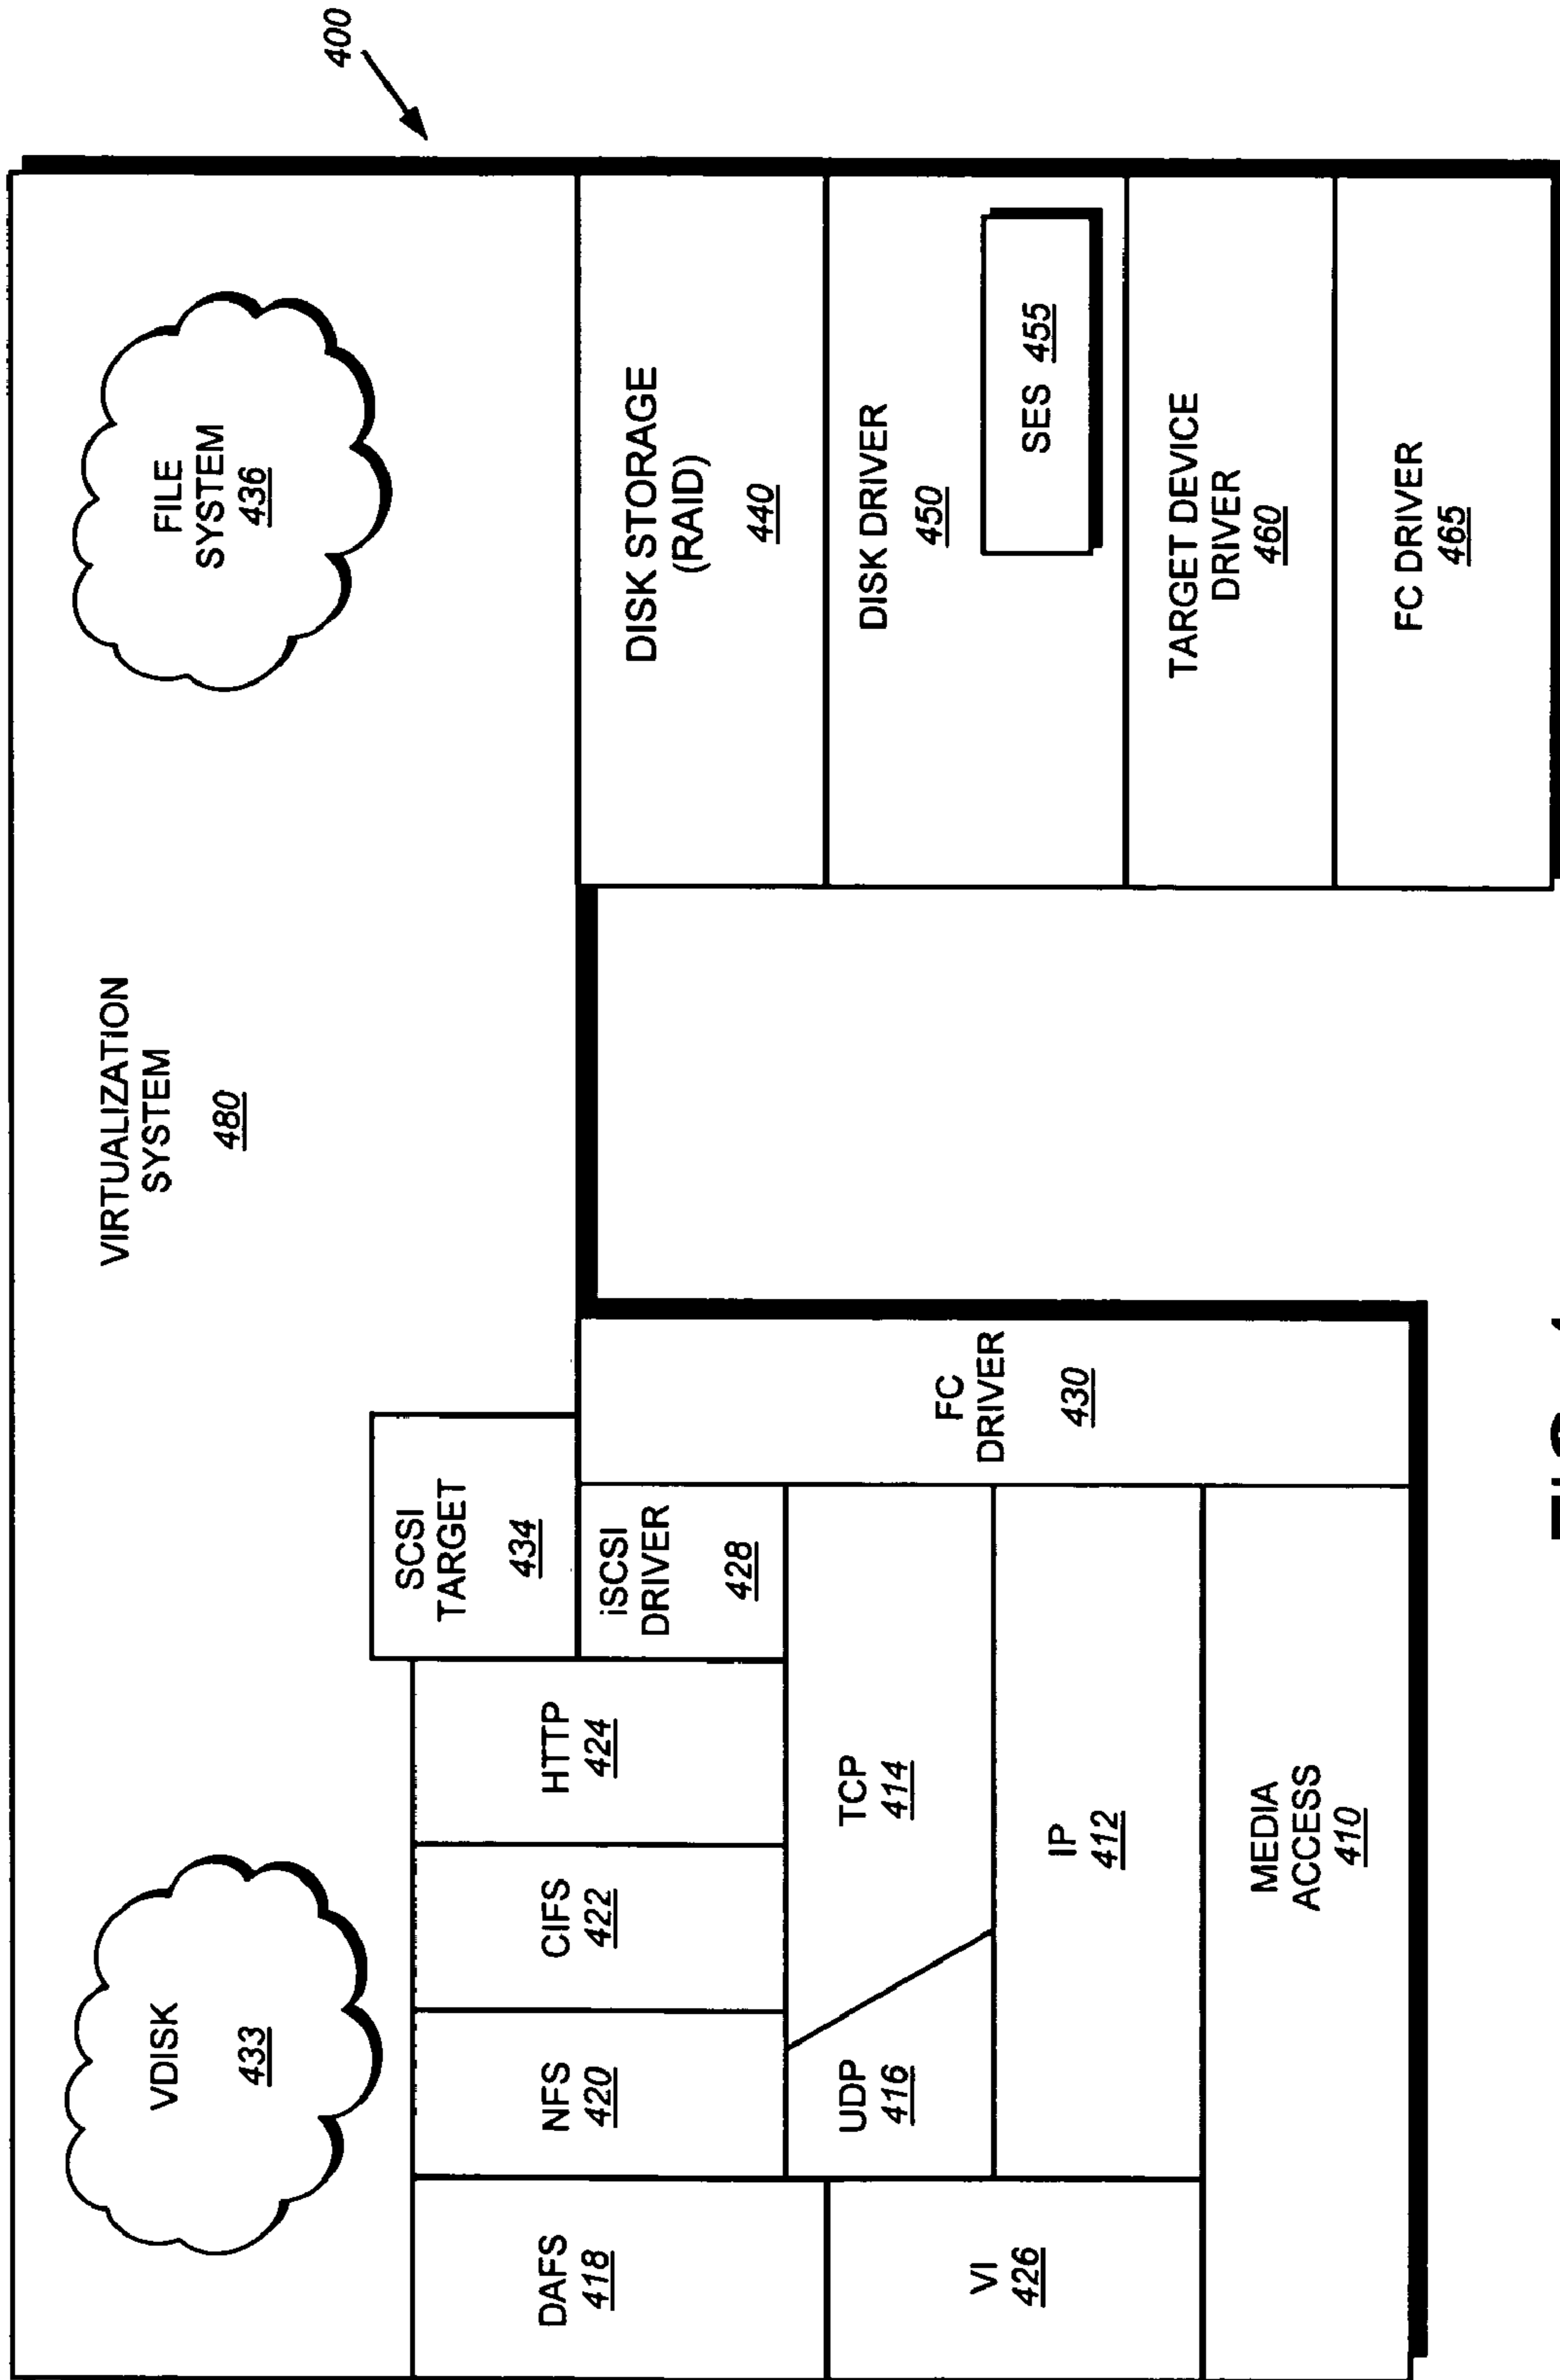 400
VIRTUALIZATION
SYSTEM
480
VDISK
433
FILE
SYSTEM
436
SCSI
TARGET
434
DAFS
418
NFS
420
CIFS
422
HTTP
424
iSCSI
DRIVER
428
FC
DRIVER
430
UDP
416
TCP
414
VI
426
IP
412
MEDIA
ACCESS
410
DISK STORAGE
(RAID)
440
DISK DRIVER
450
SES 455
TARGET DEVICE
DRIVER
460
FC DRIVER
465